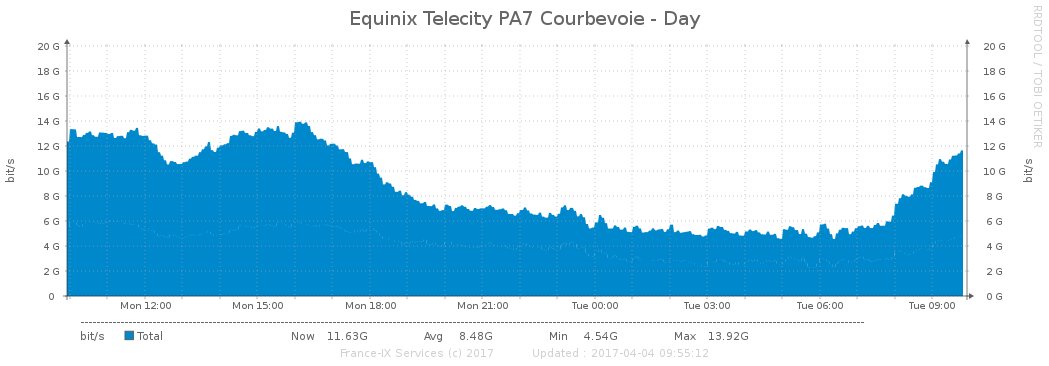 Equinix Telecity PA7 Courbevoie - Day
RRDTOOL / TOBI OETIKER
20 G 20 G
18 G 18 G
16 G 16 G
14 G 14 G
12 G 12 G
10 G 10 G
8 G 8 G
6 G 6 G
4 G 4 G
2 G 2 G
0 0 G
bit/s bit/s
Mon 12:00 Mon 15:00 Mon 18:00 Mon 21:00 Tue 00:00 Tue 03:00 Tue 06:00 Tue 09:00
bit/s Total Now 11.63G Avg 8.48G Min 4.54G Max 13.92G
France-IX Services (c) 2017 Updated : 2017-04-04 09:55:12